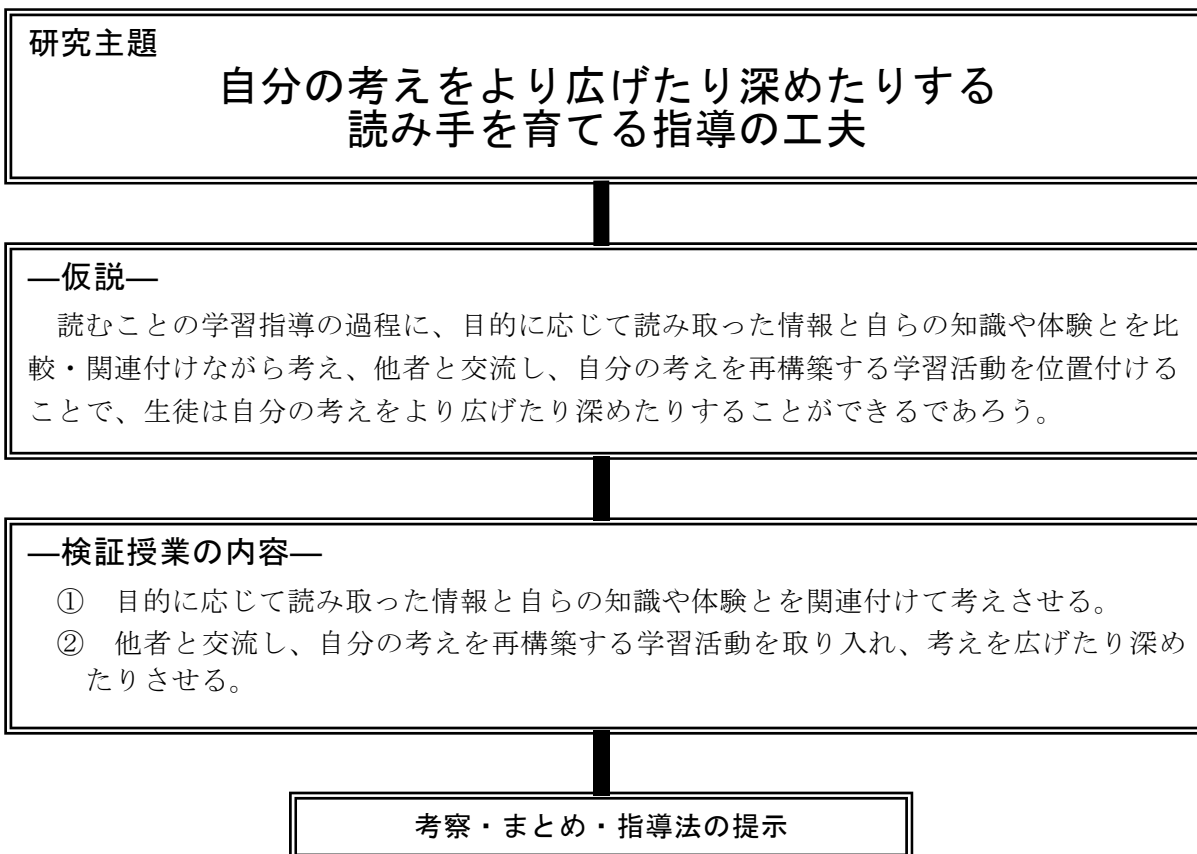 研究主題
自分の考えをより広げたり深めたりする
読み手を育てる指導の工夫
―仮説―
読むことの学習指導の過程に、目的に応じて読み取った情報と自らの知識や体験とを比
較・関連付けながら考え、他者と交流し、自分の考えを再構築する学習活動を位置付ける
ことで、生徒は自分の考えをより広げたり深めたりすることができるであろう。
―検証授業の内容―
① 目的に応じて読み取った情報と自らの知識や体験とを関連付けて考えさせる。
② 他者と交流し、自分の考えを再構築する学習活動を取り入れ、考えを広げたり深め
たりさせる。
考察・まとめ・指導法の提示